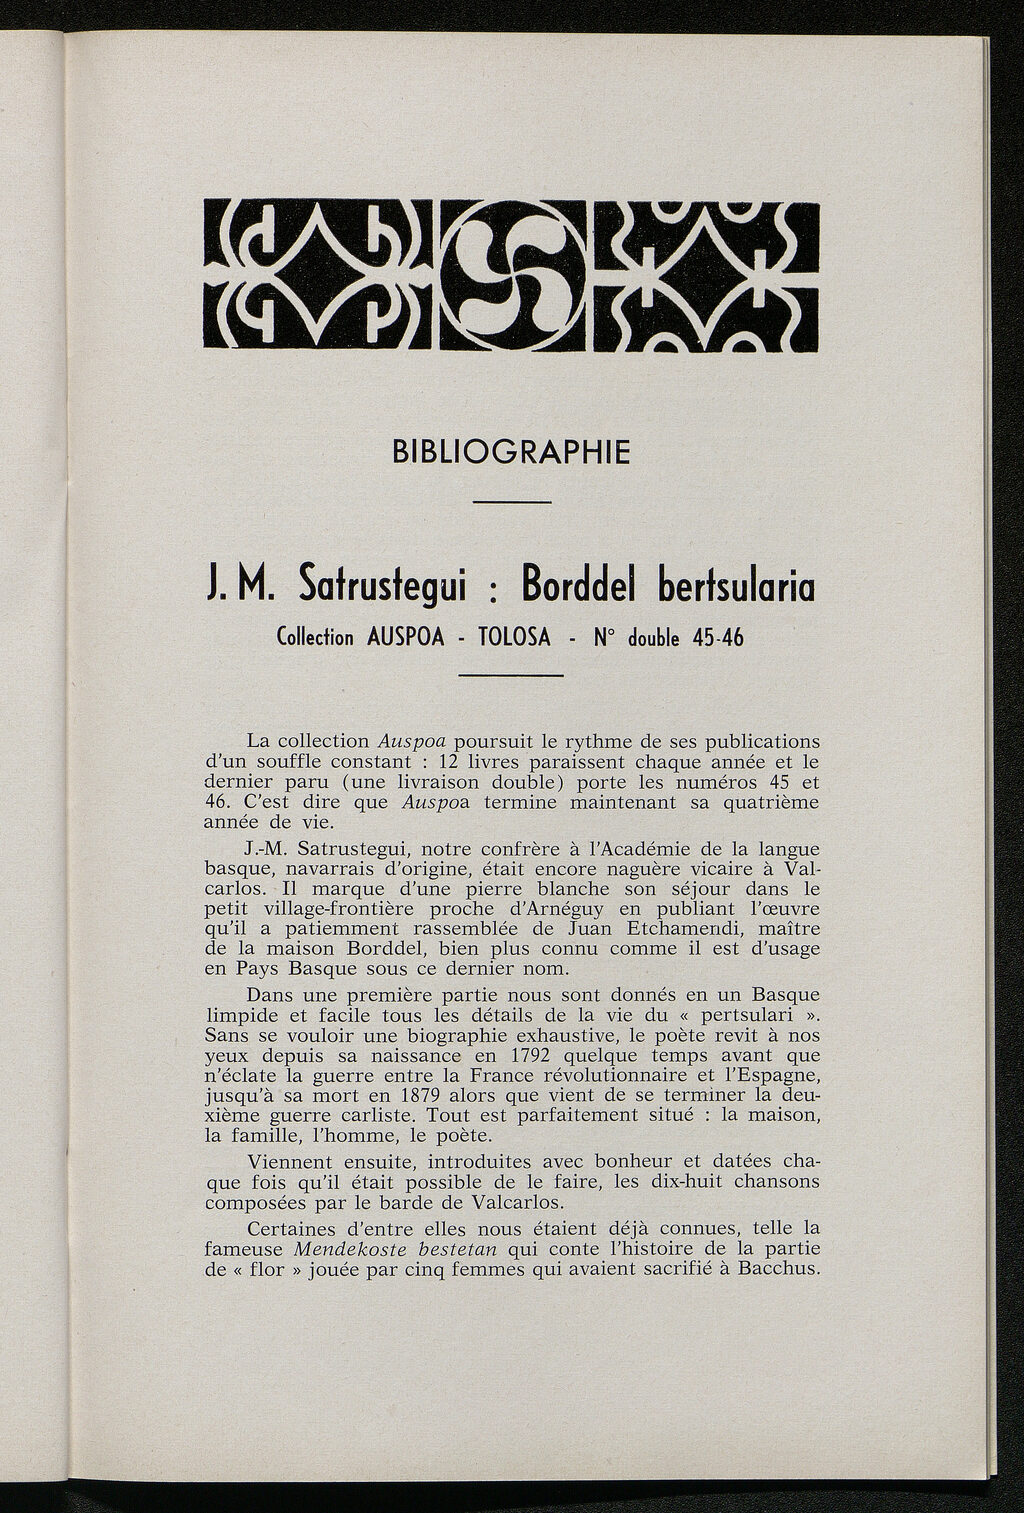 BIBLIOGRAPHIE
J. M. Satrustegui : Borddel bertsularia
Collection AUSPOA - TOLOSA - N° double 45-46
La collection Auspoa poursuit le rythme de ses publications
d'un souffle constant : 12 livres paraissent chaque année et le
dernier paru (une livraison double) porte les numéros 45 et
46. C'est dire que Auspoa termine maintenant sa quatrième
année de vie.
J.-M. Satrustegui, notre confrère à l'Académie de la langue
basque, navarrais d'origine, était encore naguère vicaire à Val-
carlos. Il marque d'une pierre blanche son séjour dans le
petit village-frontière proche d'Arnéguy en publiant l'œuvre
qu'il a patiemment rassemblée de Juan Etchamendi, maître
de la maison Borddel, bien plus connu comme il est d'usage
en Pays Basque sous ce dernier nom.
Dans une première partie nous sont donnés en un Basque
limpide et facile tous les détails de la vie du « pertsulari ».
Sans se vouloir une biographie exhaustive, le poète revit à nos
yeux depuis sa naissance en 1792 quelque temps avant que
n'éclate la guerre entre la France révolutionnaire et l'Espagne,
jusqu'à sa mort en 1879 alors que vient de se terminer la deu-
xième guerre carliste. Tout est parfaitement situé : la maison,
la famille, l'homme, le poète.
Viennent ensuite, introduites avec bonheur et datées cha-
que fois qu'il était possible de le faire, les dix-huit chansons
composées par le barde de Valcarlos.
Certaines d'entre elles nous étaient déjà connues, telle la
fameuse Mendekoste bestetan qui conte l'histoire de la partie
de « flor » jouée par cinq femmes qui avaient sacrifié à Bacchus.